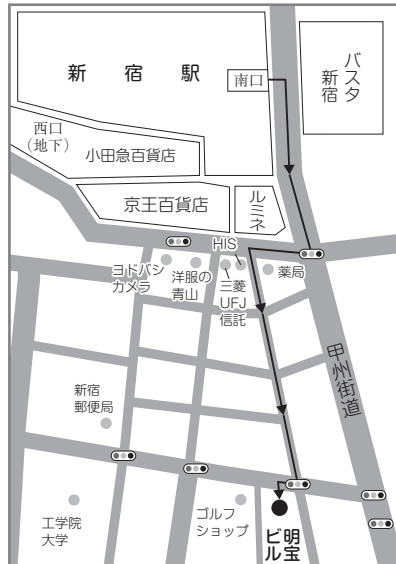 新宿駅
南口
バスタ
新宿
西口
（地下）
小田急百貨店
京王百貨店
ルミネ
HIS
ヨドバシ
カメラ
洋服の
青山
三菱
UFJ
信託
薬局
甲州街道
新宿
郵便局
工学院
大学
ゴルフ
ショップ
明宝
ビル